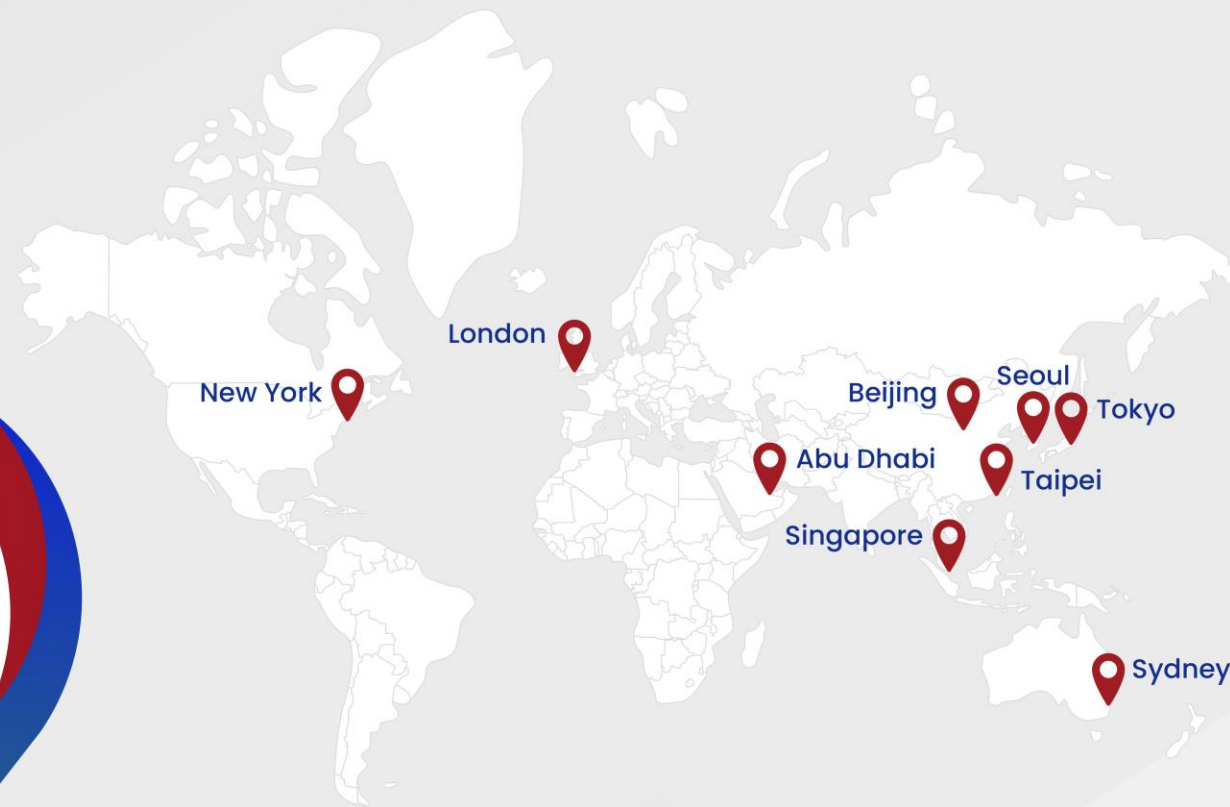 London
New York
Seoul
Beijing
Tokyo
Abu Dhabi
Taipei
Singapore
Sydney